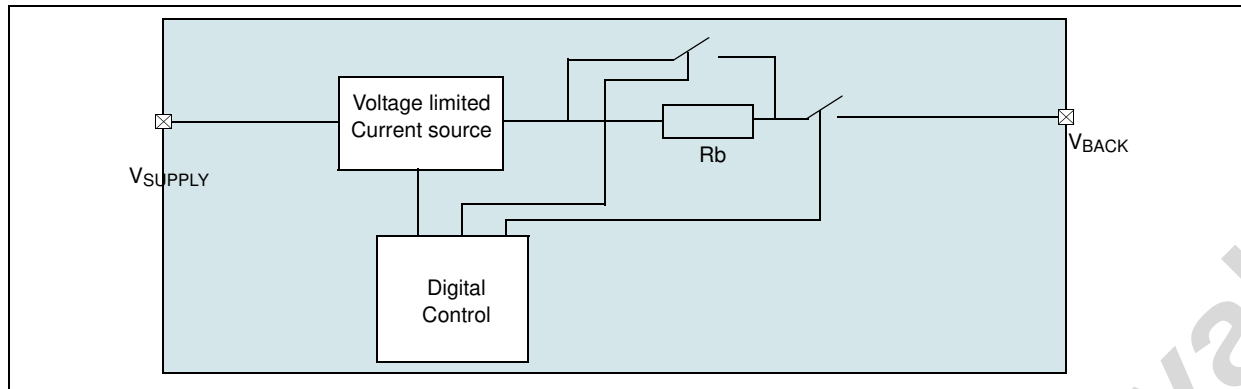 Voltage limited
Current source
Rb
VSUPPLY
VBACK
Digital
Control